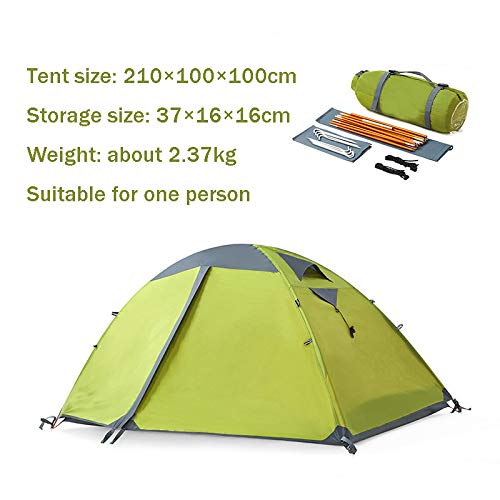 Tent size: 210×100×100cm
Storage size: 37×16×16cm
Weight: about 2.37kg
Suitable for one person